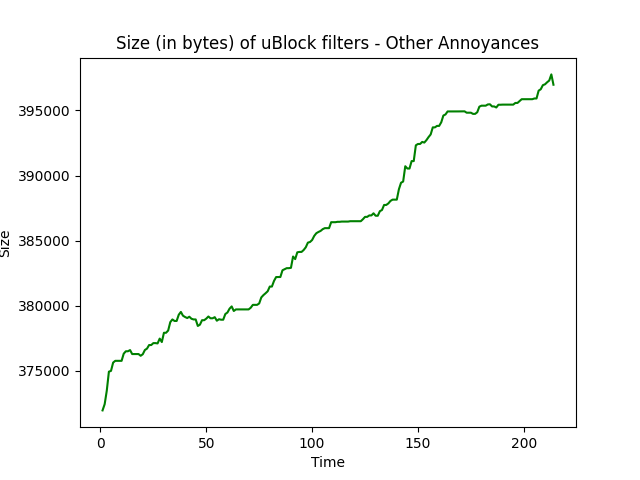 Size (in bytes) of uBlock filters - Other Annoyances
395000
390000
385000
380000
375000
Size
0 50 100 150 200
Time